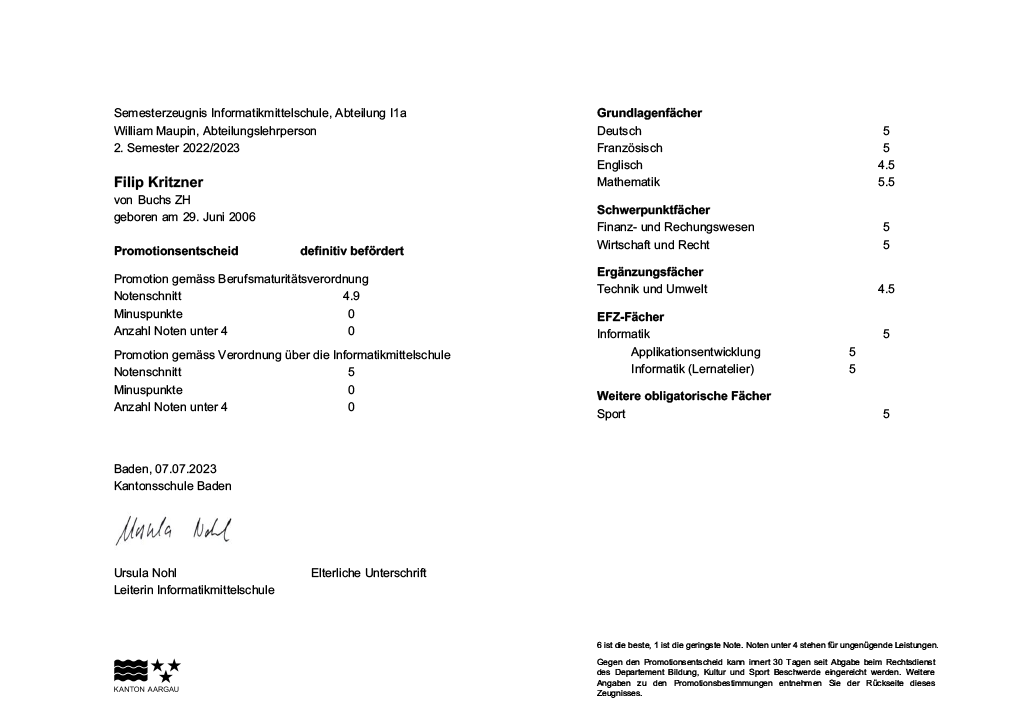 Semesterzeugnis Informatikmittelschule, Abteilung I1a
William Maupin, Abteilungslehrperson
2. Semester 2022/2023
Filip Kritzner
von Buchs ZH
geboren am 29. Juni 2006
Promotionsentscheid definitiv befördert
Promotion gemäss Berufsmaturitätsverordnung
Notenschnitt 4.9
Minuspunkte 0
Anzahl Noten unter 4 0
Promotion gemäss Verordnung über die Informatikmittelschule
Notenschnitt 5
Minuspunkte 0
Anzahl Noten unter 4 0
Baden, 07.07.2023
Kantonsschule Baden
Ursula Nohl
Ursula Nohl Elterliche Unterschrift
Leiterin Informatikmittelschule
KANTON AARGAU
Grundlagenfächer
Deutsch 5
Französisch 5
Englisch 4.5
Mathematik 5.5
Schwerpunktfächer
Finanz- und Rechungswesen 5
Wirtschaft und Recht 5
Ergänzungsfächer
Technik und Umwelt 4.5
EFZ-Fächer
Informatik 5
Applikationsentwicklung 5
Informatik (Lernatelier) 5
Weitere obligatorische Fächer
Sport 5
6 ist die beste, 1 ist die geringste Note. Noten unter 4 stehen für ungenügende Leistungen.
Gegen den Promotionsentscheid kann innert 30 Tagen seit Abgabe beim Rechtsdienst
des Departement Bildung, Kultur und Sport Beschwerde eingereicht werden. Weitere
Angaben zu den Promotionsbestimmungen entnehmen Sie der Rückseite dieses
Zeugnisses.